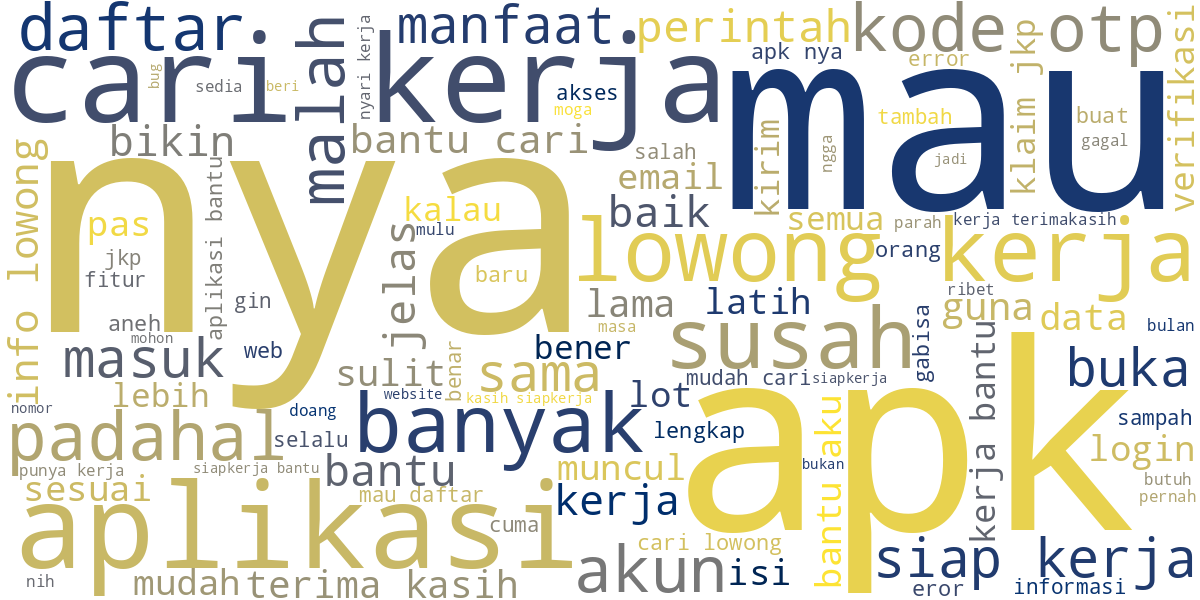 daftar
manfaat
perintah
kode otp
cari kerja
malah
nyari kerja
bug
sedia
beri
akses
moga
apk nya
error
mau
tambah
ngga
jadi
buat
gagal
klaim jkp
verifikasi
bikin
bantu cari
salah
email
kirim
info lowong
nya
pas
jkp
fitur
aplikasi bantu
gin
aneh
mohon
kalau
mulu
jelas
baru
baik
semua
parah
kerja terimakasih
lowong
orang
kerja
ribet
guna
data
bulan
lama
latih
masa
susah
gabisa
kerja bantu
buka
masuk
web
bener
benar
sulit
sama
website
kasih siapkerja
mudah cari
siapkerja
lebih
nomor
doang
banyak
lot
apk
bantu aku
bukan
sampah
login
padahal
selalu
lengkap
punya kerja
siapkerja bantu
bantu
muncul
butuh
pernah
sesuai
mau daftar
kerja
aplikasi
cuma
cari lowong
siap kerja
nih
mudah
terima kasih
akun
isi
eror
informasi